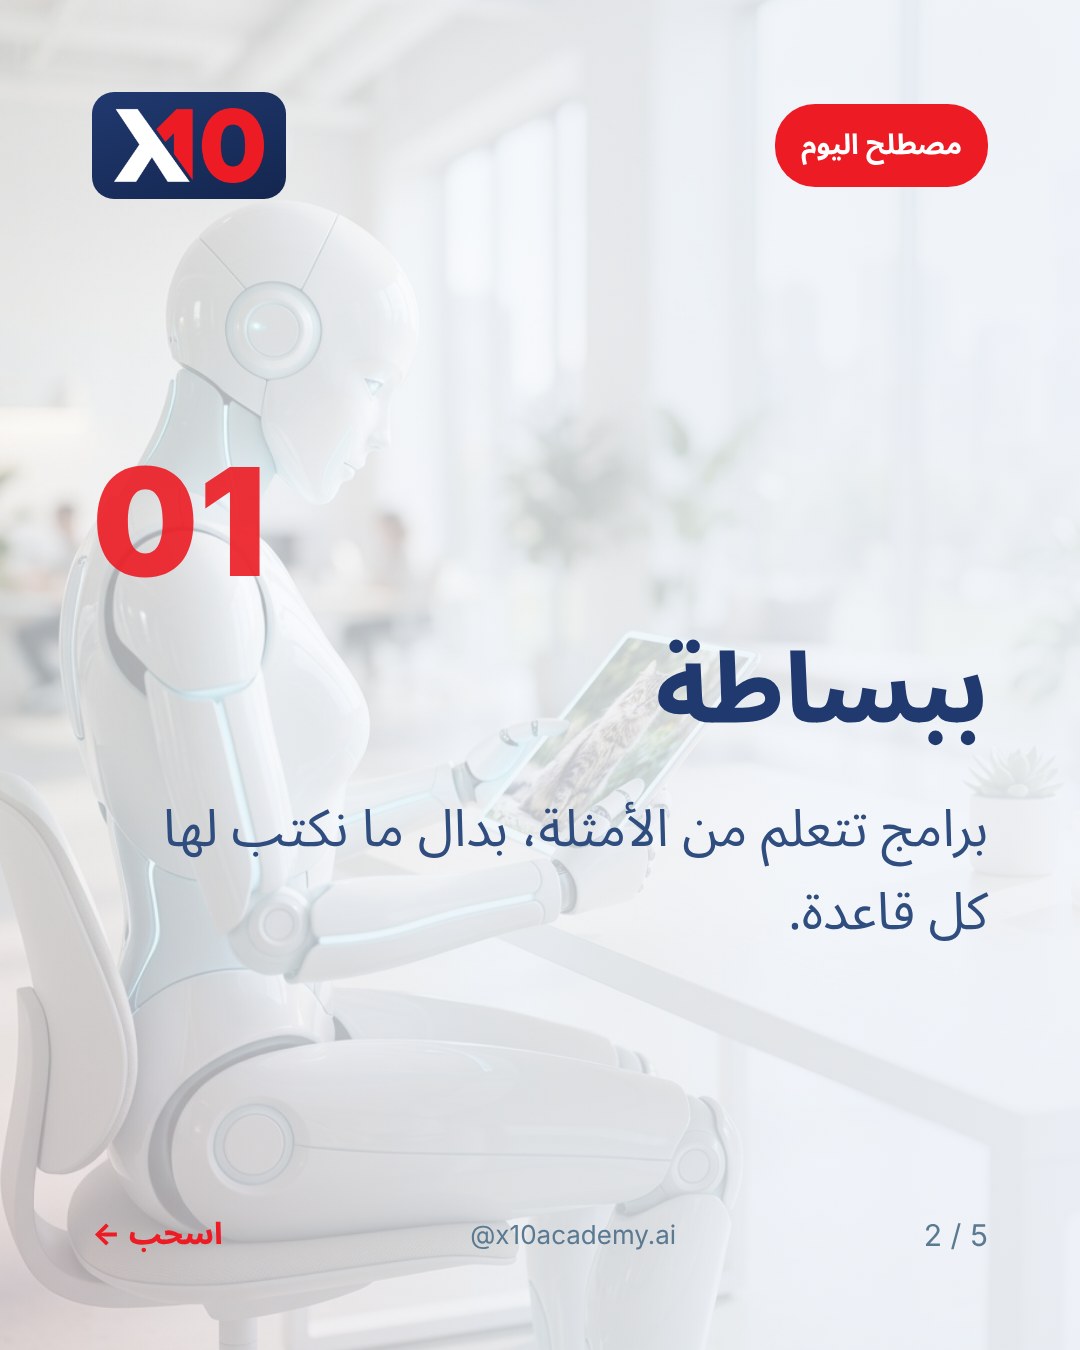 X10
مصطلح اليوم
01
ببساطة
برامج تتعلم من الأمثلة، بدال ما نكتب لها
كل قاعدة.
اسحب ←
@x10academy.ai
2 / 5